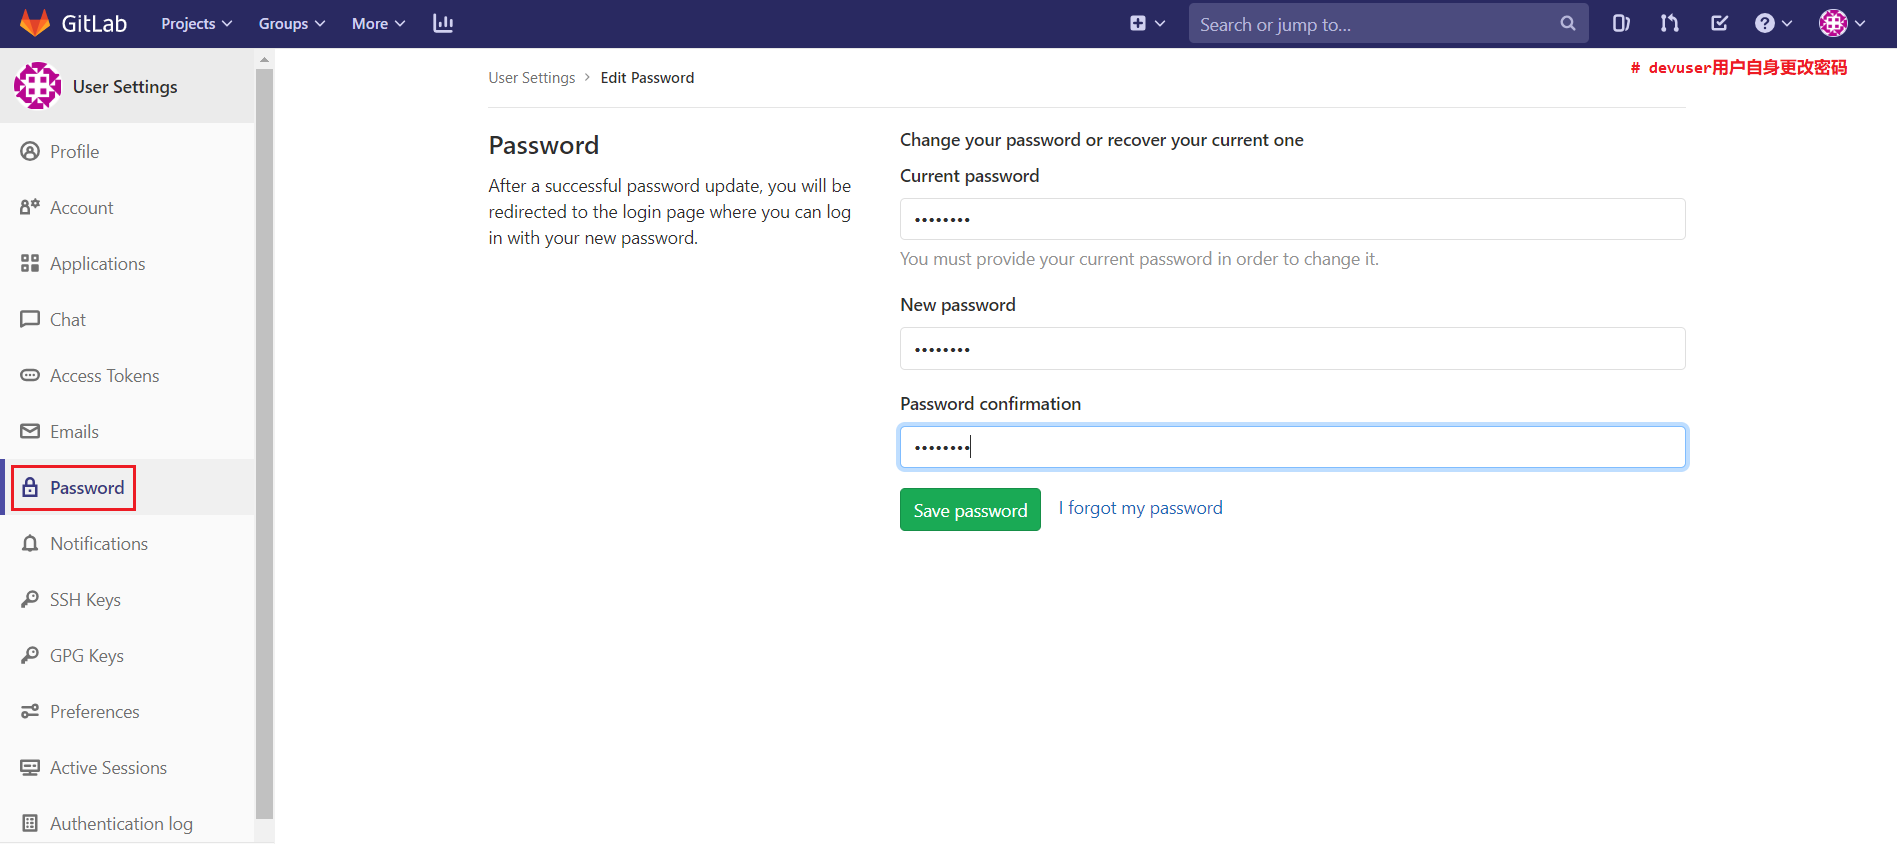 GitLab Projects Groups More Search or jump to...
# devuser用户自身更改密码
User Settings
Profile
Account
Applications
Chat
Access Tokens
Emails
Password
Notifications
SSH Keys
GPG Keys
Preferences
Active Sessions
Authentication log
User Settings > Edit Password
Password
After a successful password update, you will be
redirected to the login page where you can log
in with your new password.
Change your password or recover your current one
Current password
••••••••
You must provide your current password in order to change it.
New password
••••••••
Password confirmation
••••••••
Save password I forgot my password